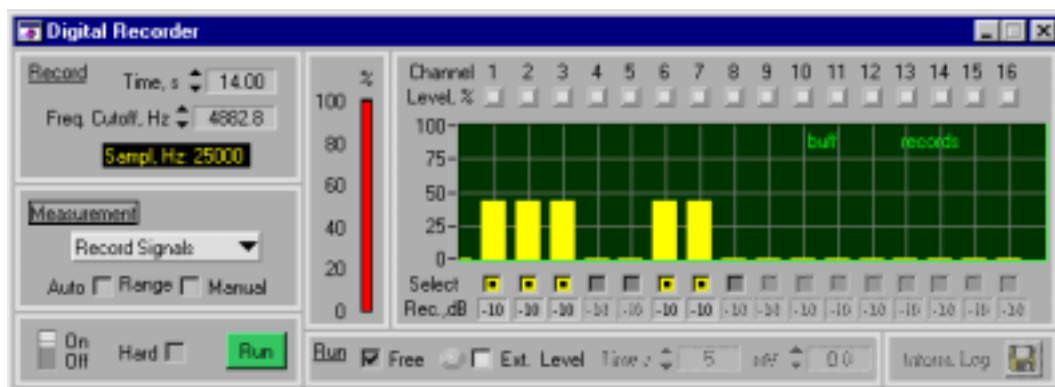 Digital Recorder
Record
Time, s 14.00
Freq. Cutoff, Hz 4882.8
Sampl, Hz: 25000
Measurement
Record Signals
Auto Range Manual
On
Off
Hard
Run
%
100
80
60
40
20
0
Channel 1 2 3 4 5 6 7 8 9 10 11 12 13 14 15 16
Level, %
100
75
50
25
0
buff records
Select
Rec.,dB -10 -10 -10 -10 -10 -10 -10 -10 -10 -10 -10 -10 -10 -10 -10 -10
Run Free Ext. Level Time 5 0.0
Log